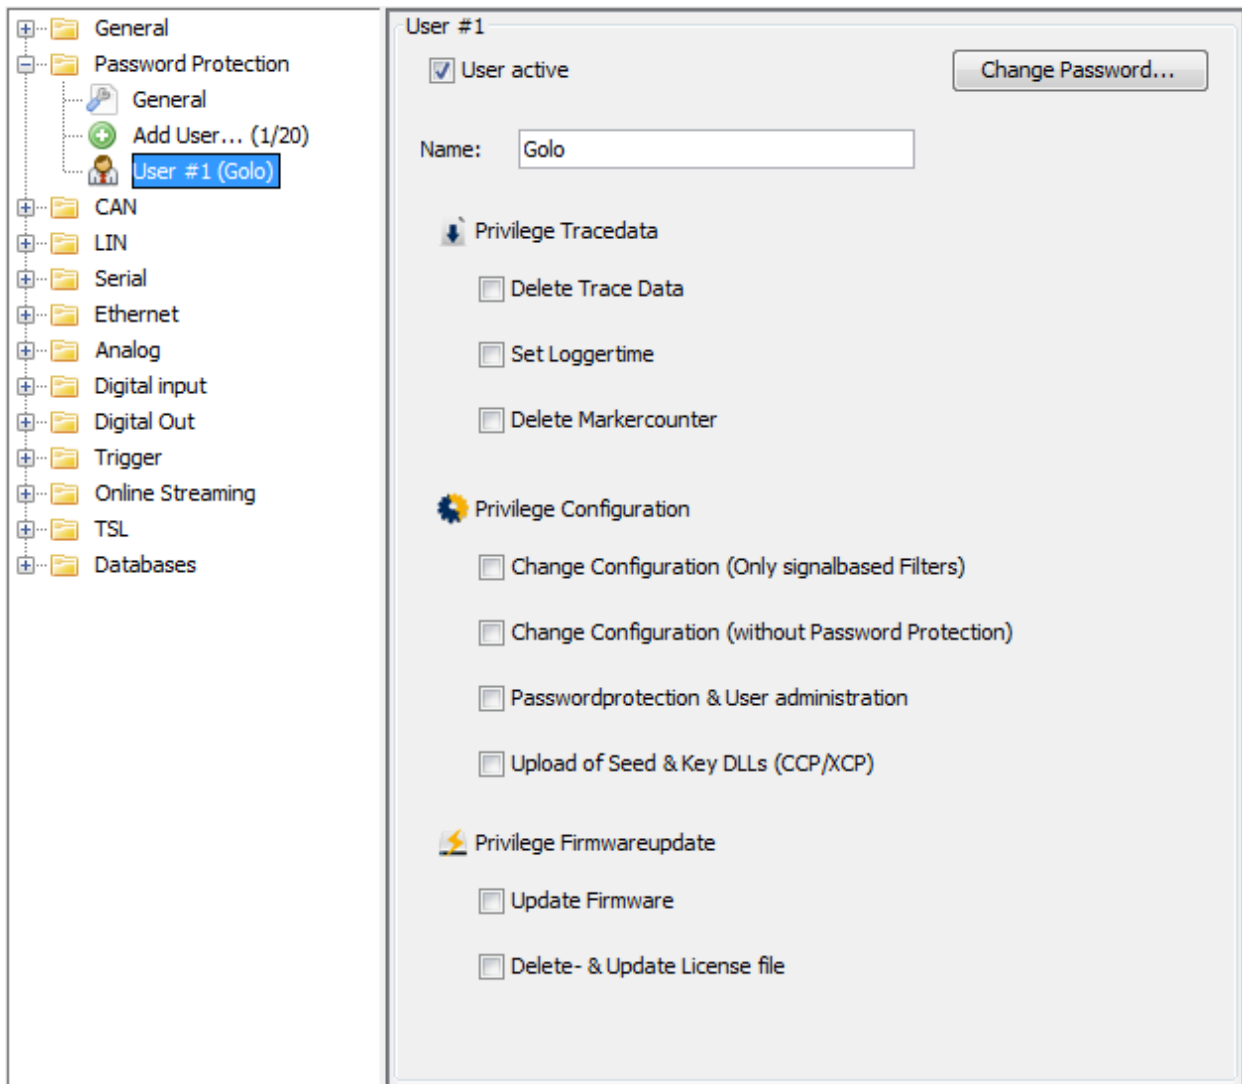 General
Password Protection
General
Add User... (1/20)
User #1 (Golo)
CAN
LIN
Serial
Ethernet
Analog
Digital input
Digital Out
Trigger
Online Streaming
TSL
Databases
User #1
User active
Change Password...
Name: Golo
Privilege Tracedata
Delete Trace Data
Set Loggertime
Delete Markercounter
Privilege Configuration
Change Configuration (Only signalbased Filters)
Change Configuration (without Password Protection)
Passwordprotection & User administration
Upload of Seed & Key DLLs (CCP/XCP)
Privilege Firmwareupdate
Update Firmware
Delete- & Update License file